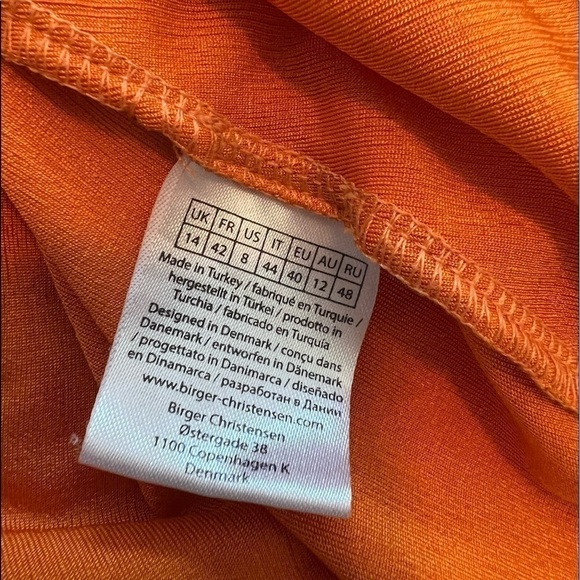 UK FR US IT EU AU RU
14 42 8 44 40 12 48
Made in Turkey / fabriqué en Turquie /
hergestellt in Türkei / prodotto in
Turchia / fabricado en Turquía
Designed in Denmark / conçu dans
Danemark / entworfen in Dänemark
/ progettato in Danimarca / diseñado
en Dinamarca / разработан в Дании
www.birger-christensen.com
Birger Christensen
Østergade 38
1100 Copenhagen K
Denmark